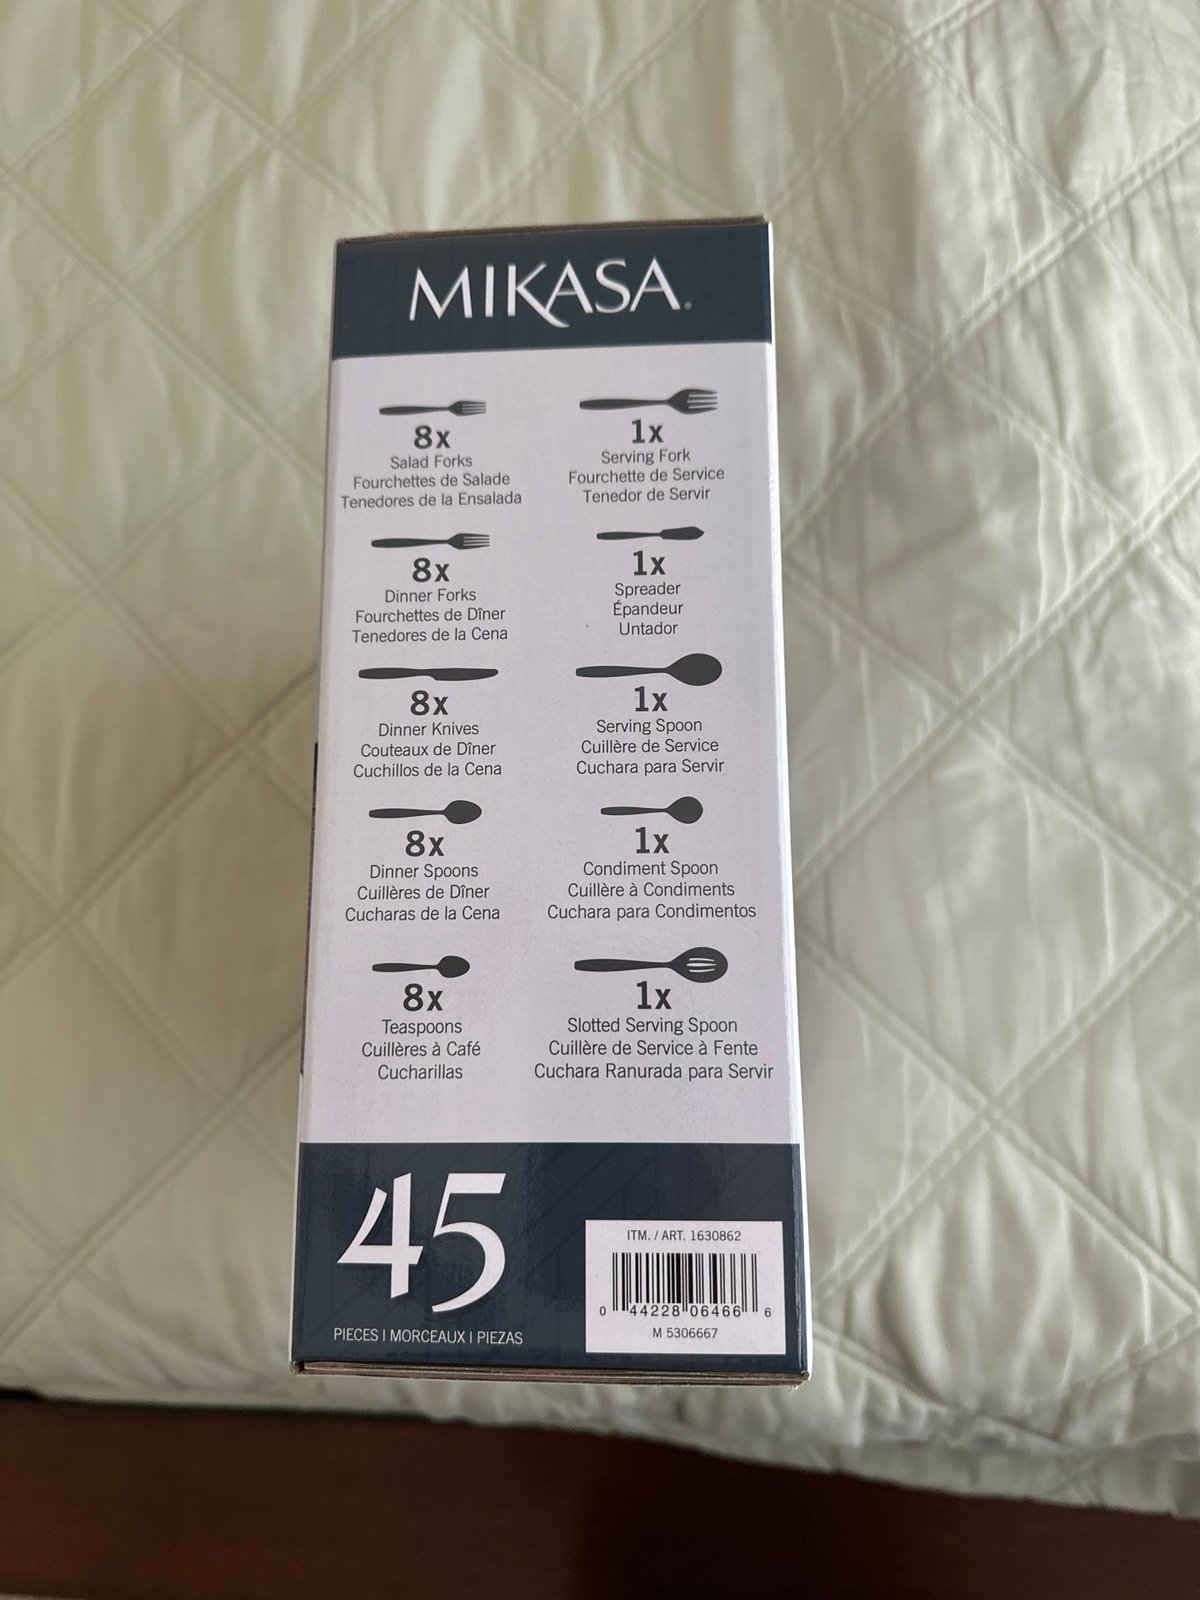 MIKASA®
8x
Salad Forks
Fourchettes de Salade
Tenedores de la Ensalada
1x
Serving Fork
Fourchette de Service
Tenedor de Servir
8x
Dinner Forks
Fourchettes de Dîner
Tenedores de la Cena
1x
Spreader
Épandeur
Untador
8x
Dinner Knives
Couteaux de Dîner
Cuchillos de la Cena
1x
Serving Spoon
Cuillère de Service
Cuchara para Servir
8x
Dinner Spoons
Cuillères de Dîner
Cucharas de la Cena
1x
Condiment Spoon
Cuillère à Condiments
Cuchara para Condimentos
8x
Teaspoons
Cuillères à Café
Cucharillas
1x
Slotted Serving Spoon
Cuillère de Service à Fente
Cuchara Ranurada para Servir
45
PIECES | MORCEAUX | PIEZAS
ITM. / ART. 1630862
0 44228 06466 6
M 5306667